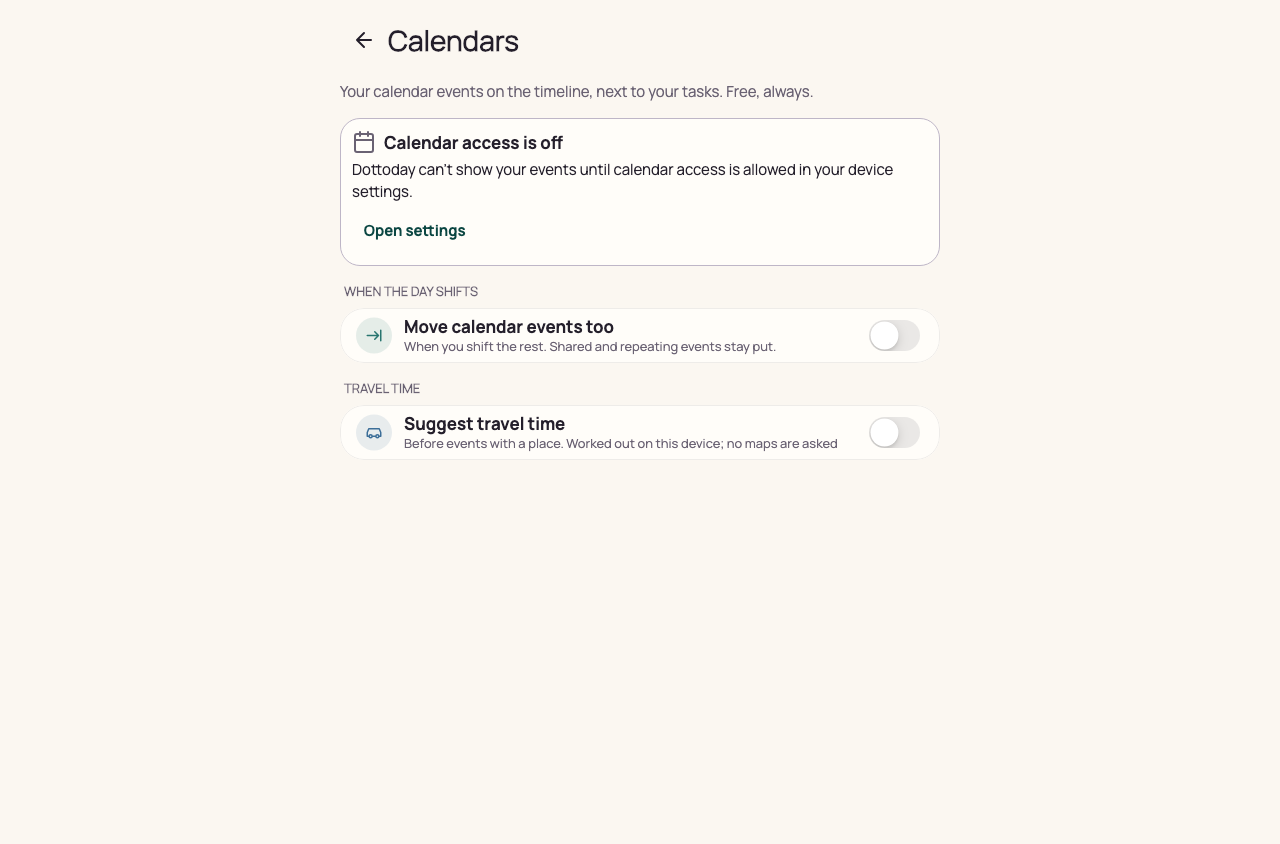 Calendars
Your calendar events on the timeline, next to your tasks. Free, always.
Calendar access is off
Dottoday can't show your events until calendar access is allowed in your device
settings.
Open settings
WHEN THE DAY SHIFTS
Move calendar events too
When you shift the rest. Shared and repeating events stay put.
TRAVEL TIME
Suggest travel time
Before events with a place. Worked out on this device; no maps are asked